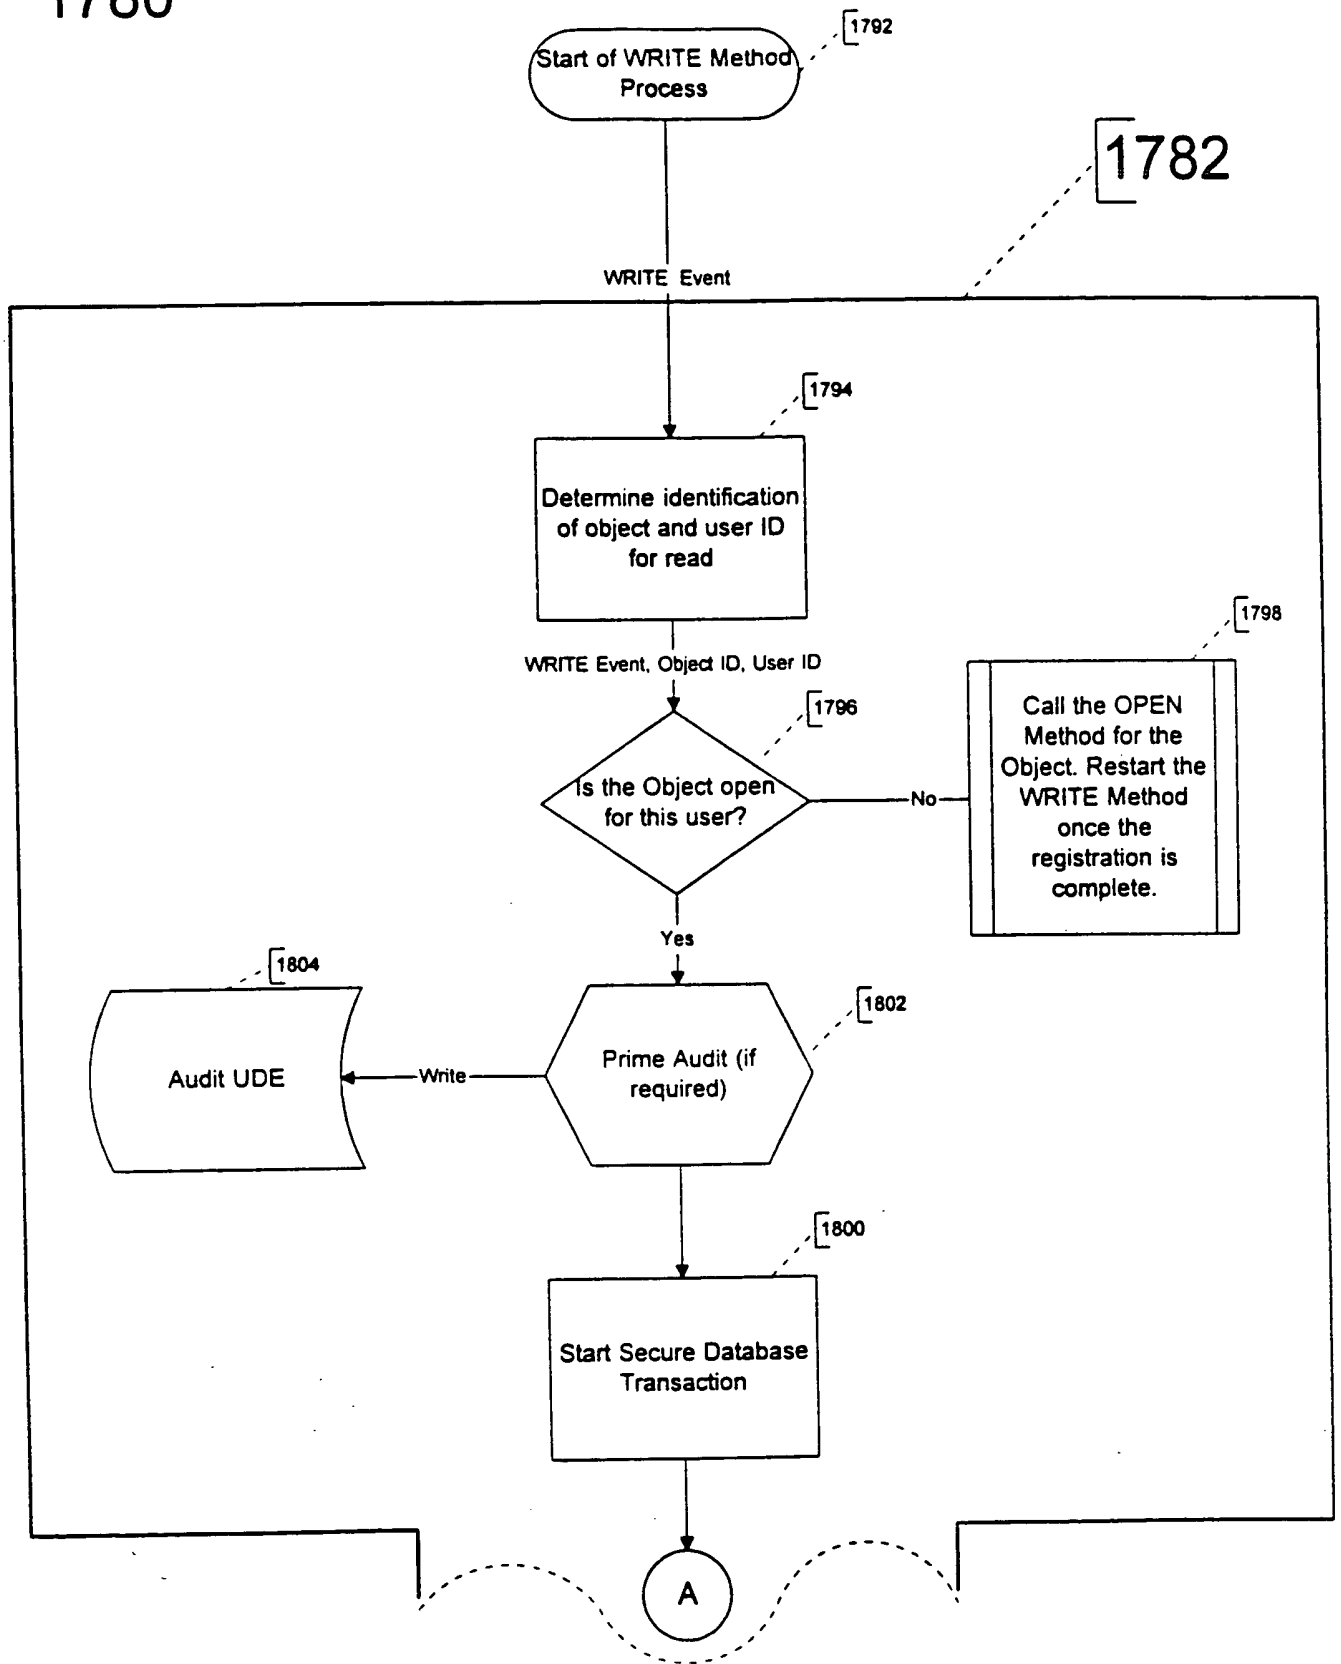 1780
1792
Start of WRITE Method
Process
1782
WRITE Event
1794
Determine identification
of object and user ID
for read
1798
WRITE Event, Object ID, User ID
1796
Call the OPEN
Method for the
Object. Restart the
WRITE Method
once the
registration is
complete.
Is the Object open
for this user?
No
Yes
1804
1802
Audit UDE
Write
Prime Audit (if
required)
1800
Start Secure Database
Transaction
A